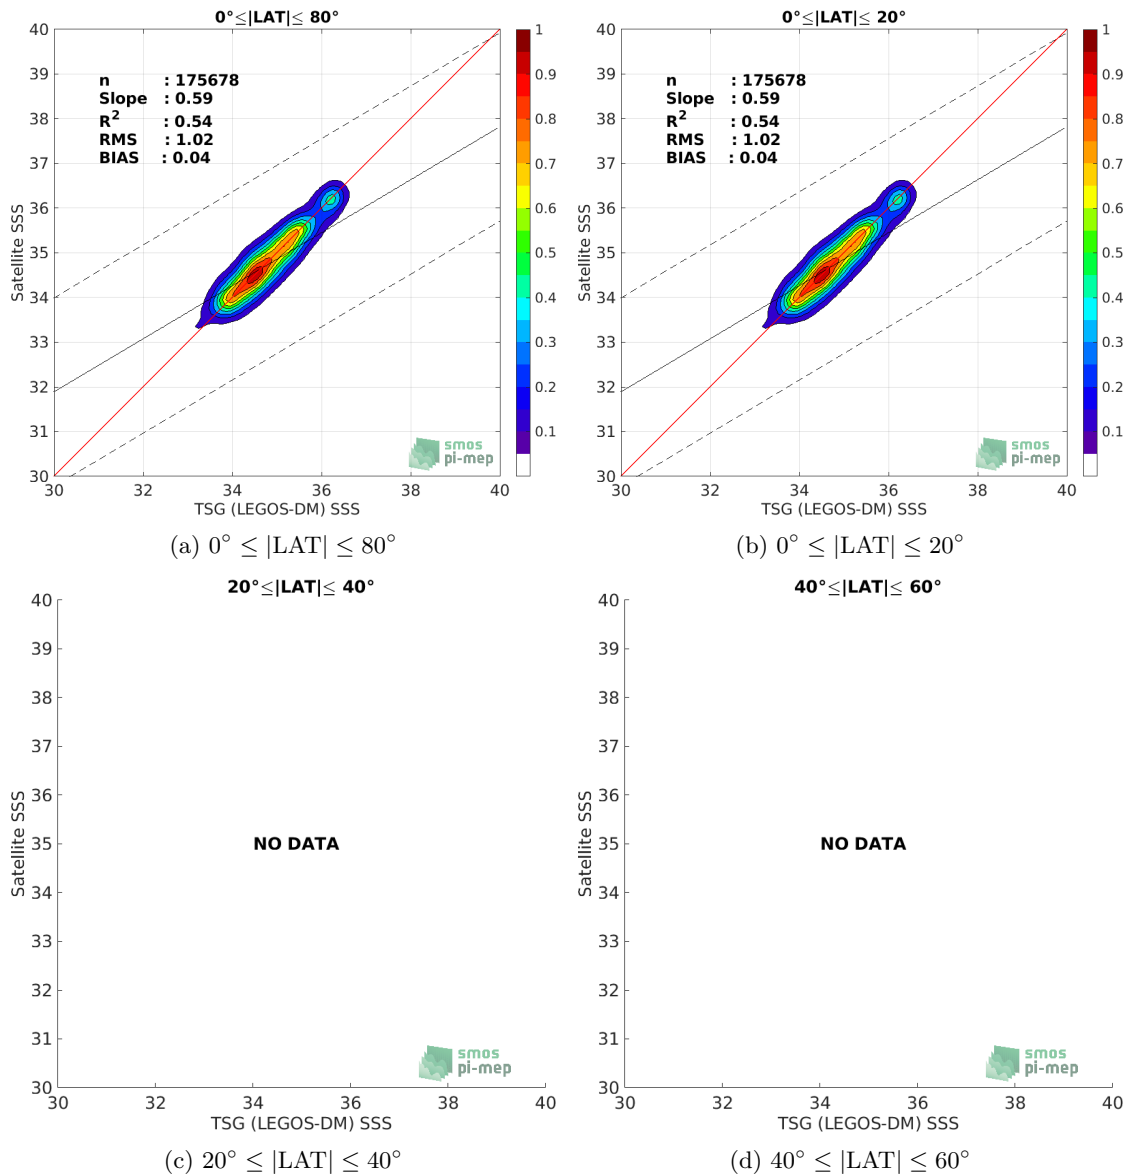 0°≤|LAT|≤ 80°
40
39
38
37
36
35
34
33
32
31
30
Satellite SSS
n : 175678
Slope : 0.59
R2 : 0.54
RMS : 1.02
BIAS : 0.04
smos
pi-mep
30 32 34 36 38 40
TSG (LEGOS-DM) SSS
1
0.9
0.8
0.7
0.6
0.5
0.4
0.3
0.2
0.1
(a) 0° ≤ |LAT| ≤ 80°
0°≤|LAT|≤ 20°
40
39
38
37
36
35
34
33
32
31
30
Satellite SSS
n : 175678
Slope : 0.59
R2 : 0.54
RMS : 1.02
BIAS : 0.04
smos
pi-mep
30 32 34 36 38 40
TSG (LEGOS-DM) SSS
1
0.9
0.8
0.7
0.6
0.5
0.4
0.3
0.2
0.1
(b) 0° ≤ |LAT| ≤ 20°
20°≤|LAT|≤ 40°
40
39
38
37
36
35
34
33
32
31
30
Satellite SSS
NO DATA
smos
pi-mep
30 32 34 36 38 40
TSG (LEGOS-DM) SSS
(c) 20° ≤ |LAT| ≤ 40°
40°≤|LAT|≤ 60°
40
39
38
37
36
35
34
33
32
31
30
Satellite SSS
NO DATA
smos
pi-mep
30 32 34 36 38 40
TSG (LEGOS-DM) SSS
(d) 40° ≤ |LAT| ≤ 60°